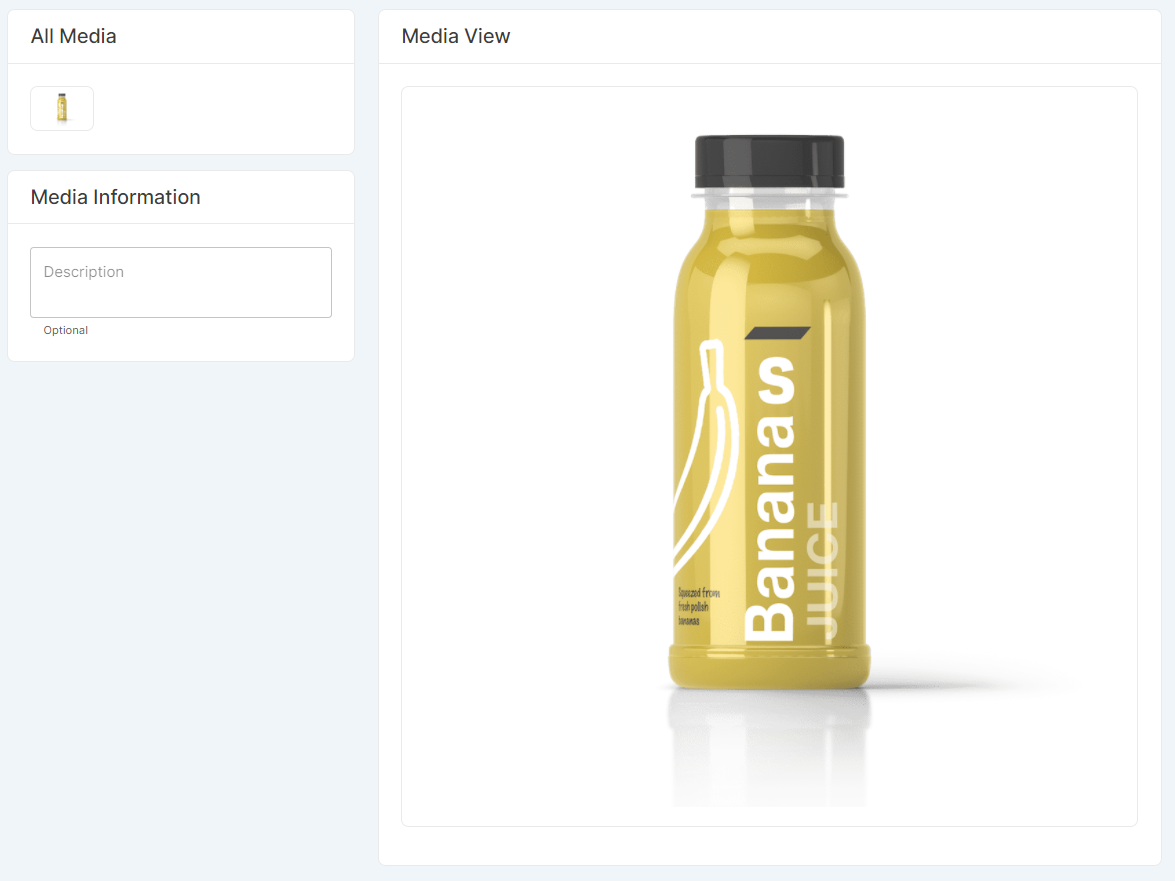 All Media
Media View
Media Information
Description
Optional
Bananas
JUICE
Squeezed from
fresh polish
bananas